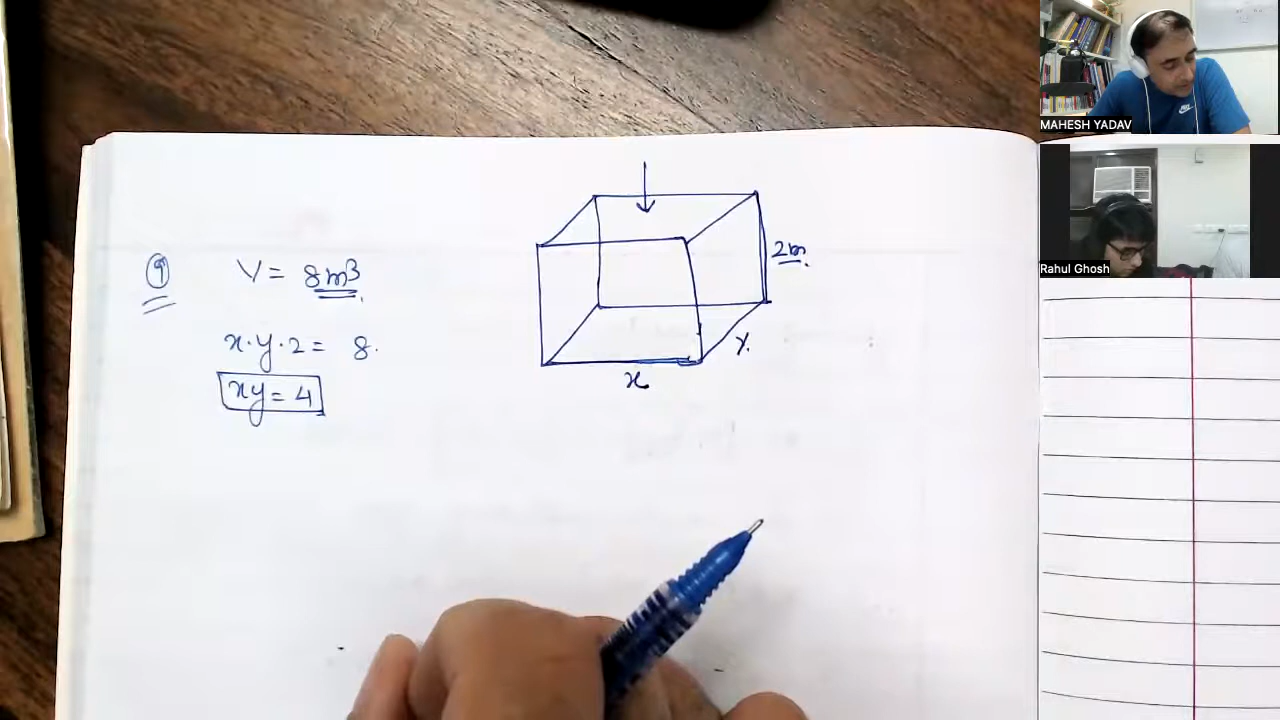 9
V = 8m³.
x·y·2 = 8.
xy = 4
2m.
y.
x
MAHESH YADAV
Rahul Ghosh